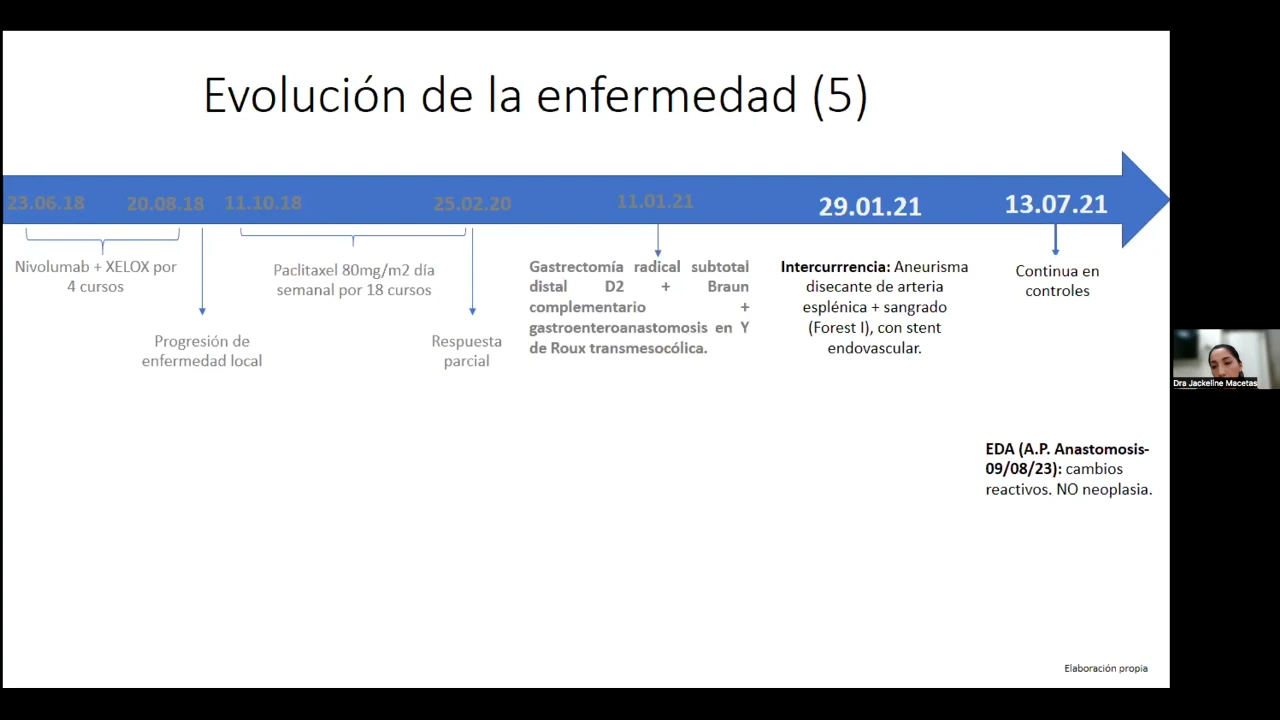 Evolución de la enfermedad (5)
23.06.18
20.08.18
11.10.18
25.02.20
11.01.21
29.01.21
13.07.21
Nivolumab + XELOX por
4 cursos
Progresión de
enfermedad local
Paclitaxel 80mg/m2 día
semanal por 18 cursos
Respuesta
parcial
Gastrectomía radical subtotal
distal D2 + Braun
complementario +
gastroenteroanastomosis en Y
de Roux transmesocólica.
Intercurrrencia: Aneurisma
disecante de arteria
esplénica + sangrado
(Forest I), con stent
endovascular.
Continua en
controles
EDA (A.P. Anastomosis-
09/08/23): cambios
reactivos. NO neoplasia.
Elaboración propia
Dra Jackeline Macetas